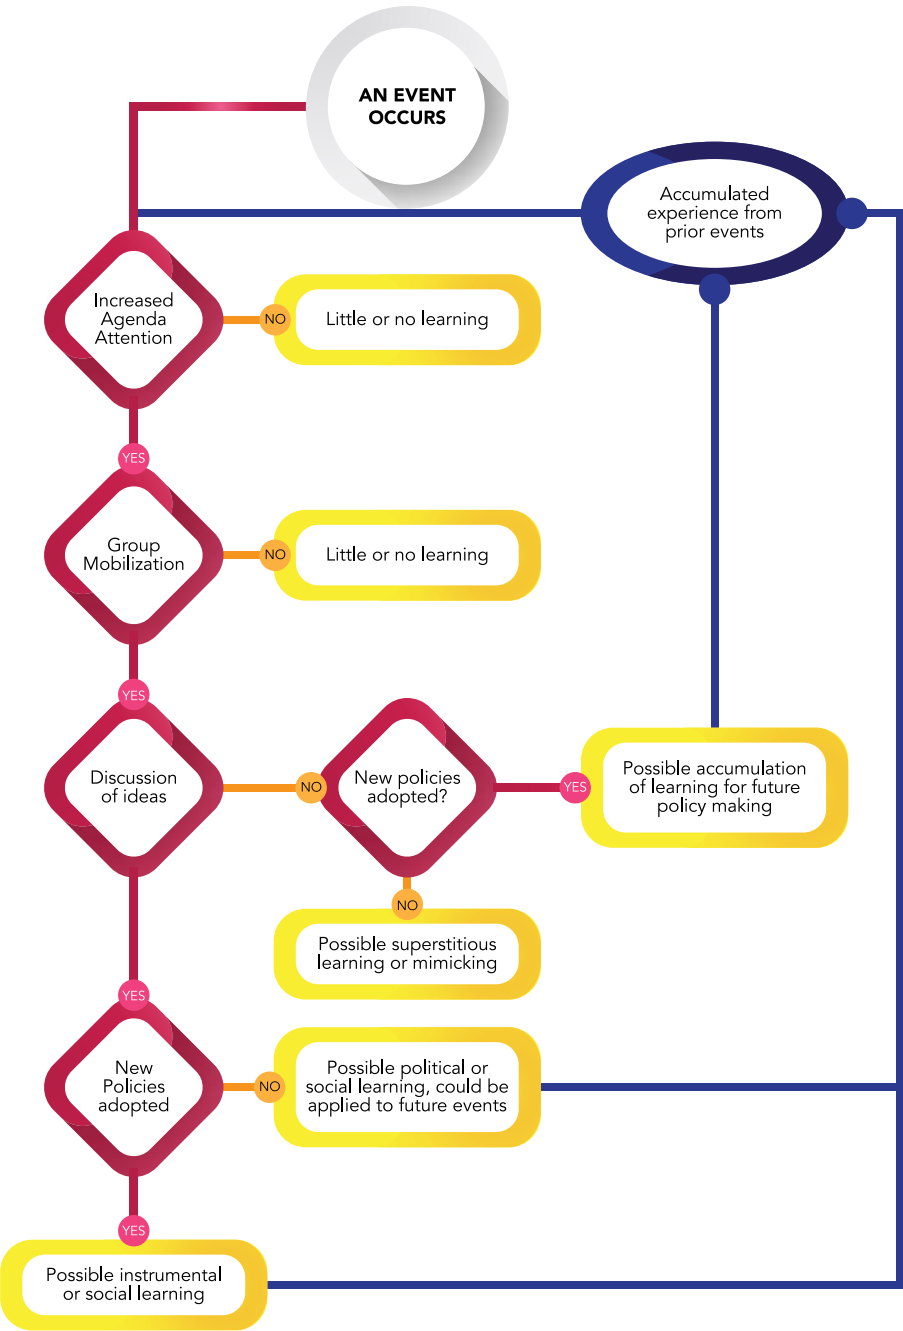 AN EVENT
OCCURS
Accumulated
experience from
prior events
Increased
Agenda
Attention
NO
Little or no learning
YES
Group
Mobilization
NO
Little or no learning
YES
Discussion
of ideas
NO
New policies
adopted?
YES
Possible accumulation
of learning for future
policy making
NO
Possible superstitious
learning or mimicking
YES
New
Policies
adopted
NO
Possible political or
social learning, could be
applied to future events
YES
Possible instrumental
or social learning